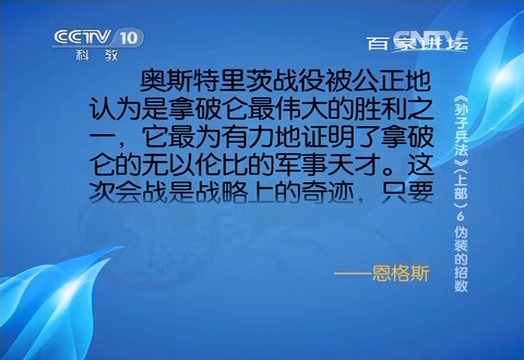 CCTV 10
科教
CNTV
百家讲坛
奥斯特里茨战役被公正地
认为是拿破仑最伟大的胜利之
一，它最为有力地证明了拿破
仑的无以伦比的军事天才。这
次会战是战略上的奇迹，只要
——恩格斯
《孙子兵法》（上部）6 伪装的招数